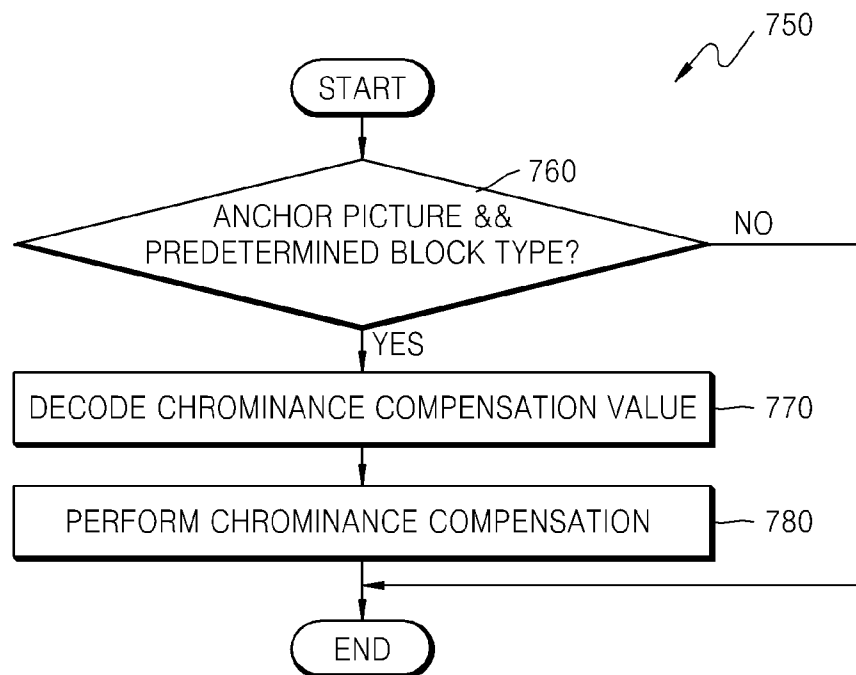 750
START
760
ANCHOR PICTURE &&
PREDETERMINED BLOCK TYPE?
NO
YES
DECODE CHROMINANCE COMPENSATION VALUE
770
PERFORM CHROMINANCE COMPENSATION
780
END